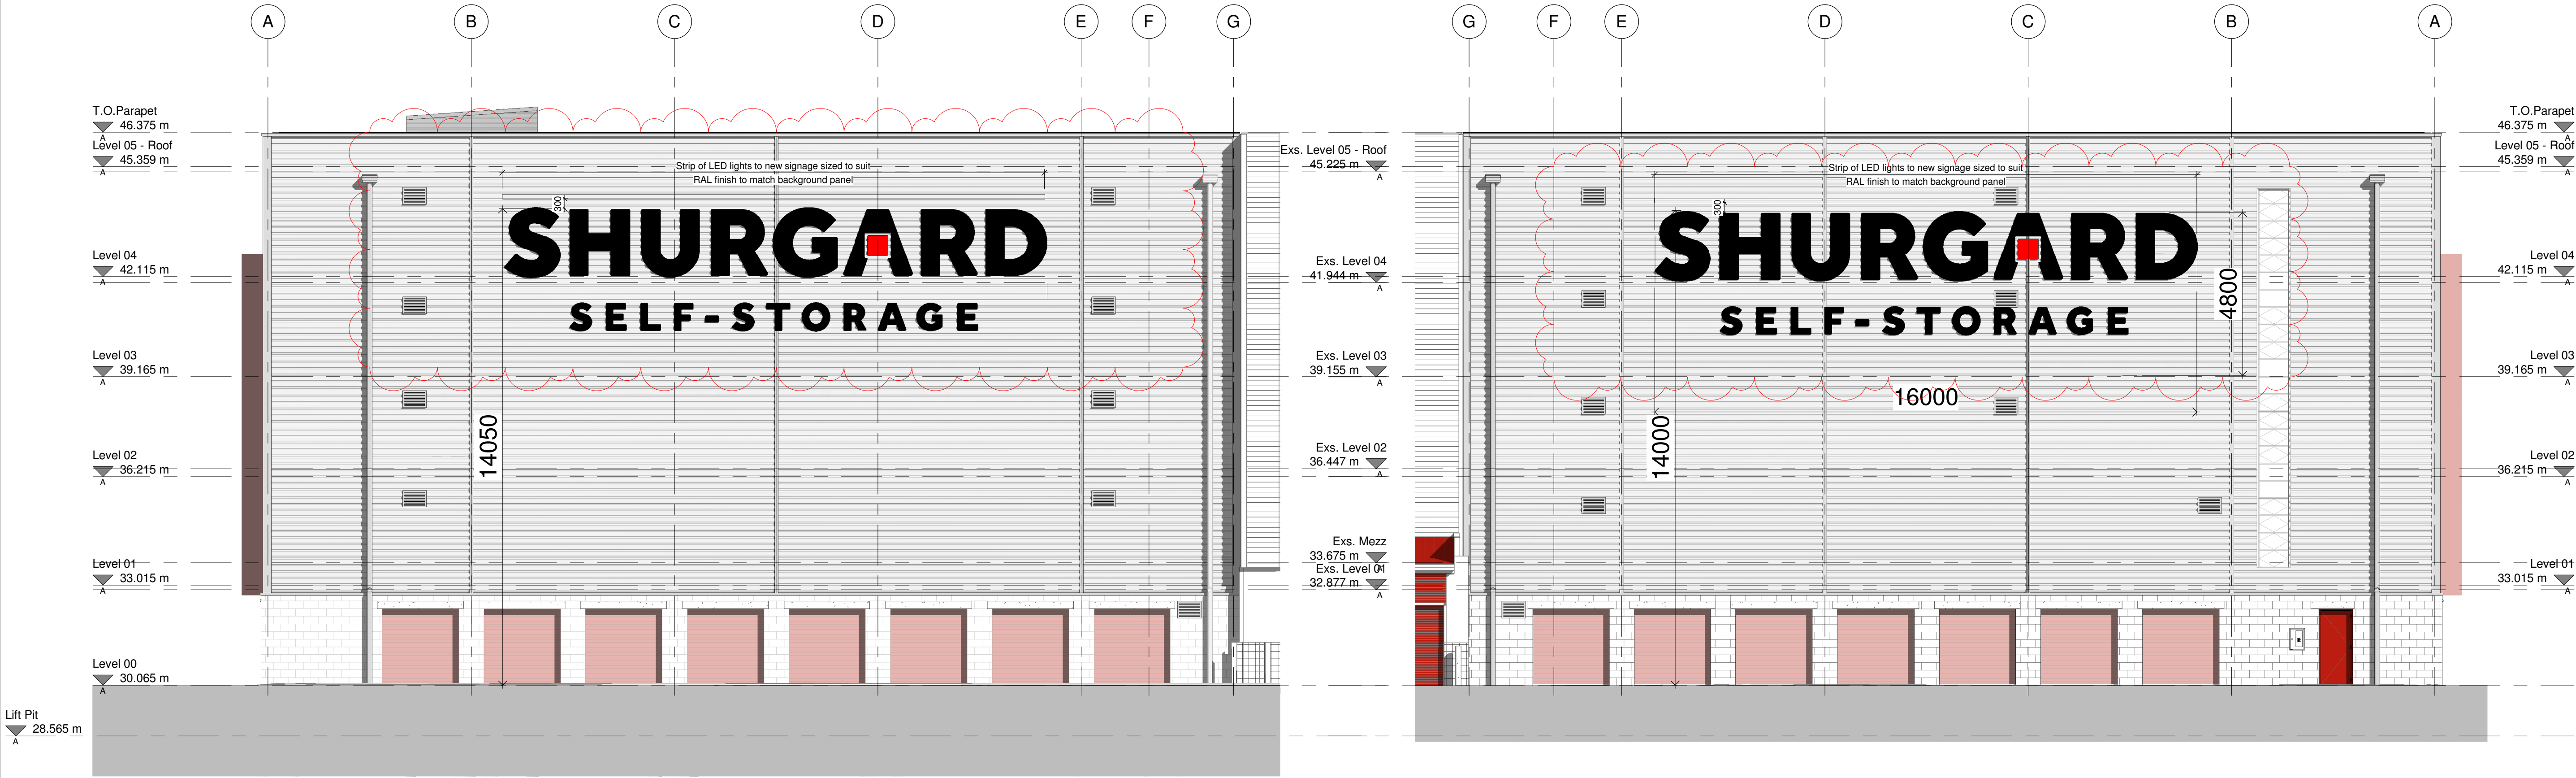 A B C D E F G
G F E D C B A
T.O.Parapet
46.375 m
A
Level 05 - Roof
45.359 m
A
Level 04
42.115 m
A
Level 03
39.165 m
A
Level 02
36.215 m
A
Level 01
33.015 m
A
Level 00
30.065 m
A
Lift Pit
28.565 m
A
Strip of LED lights to new signage sized to suit
RAL finish to match background panel
300
SHURGARD
SELF-STORAGE
14050
Exs. Level 05 - Roof
45.225 m
A
Exs. Level 04
41.944 m
A
Exs. Level 03
39.155 m
A
Exs. Level 02
36.447 m
A
Exs. Mezz
33.675 m
Exs. Level 01
32.877 m
A
Strip of LED lights to new signage sized to suit
RAL finish to match background panel
300
SHURGARD
SELF-STORAGE
4800
16000
14000
T.O.Parapet
46.375 m
A
Level 05 - Roof
45.359 m
A
Level 04
42.115 m
A
Level 03
39.165 m
A
Level 02
36.215 m
A
Level 01
33.015 m
A